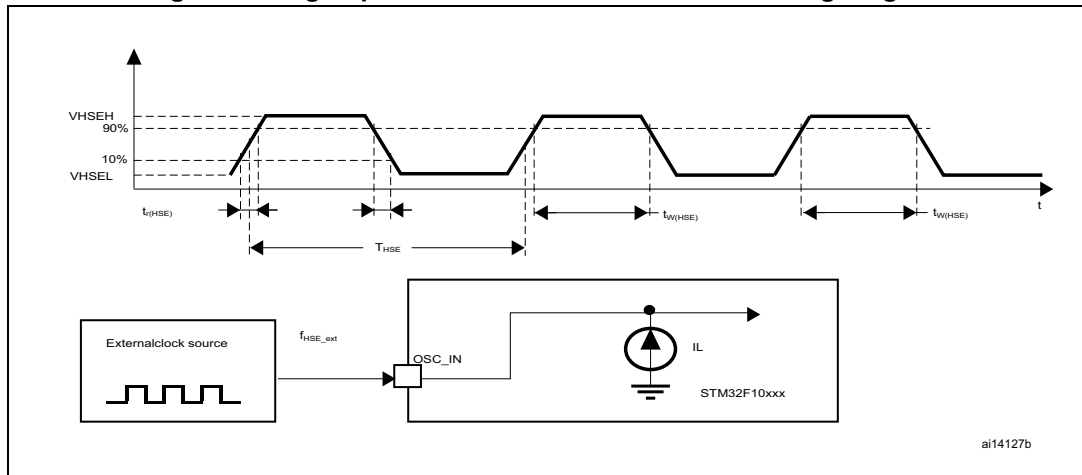 VHSEH
90%
10%
VHSEL
tr(HSE)
THSE
tW(HSE)
tW(HSE)
t
Externalclock source
fHSE_ext
OSC_IN
IL
STM32F10xxx
ai14127b